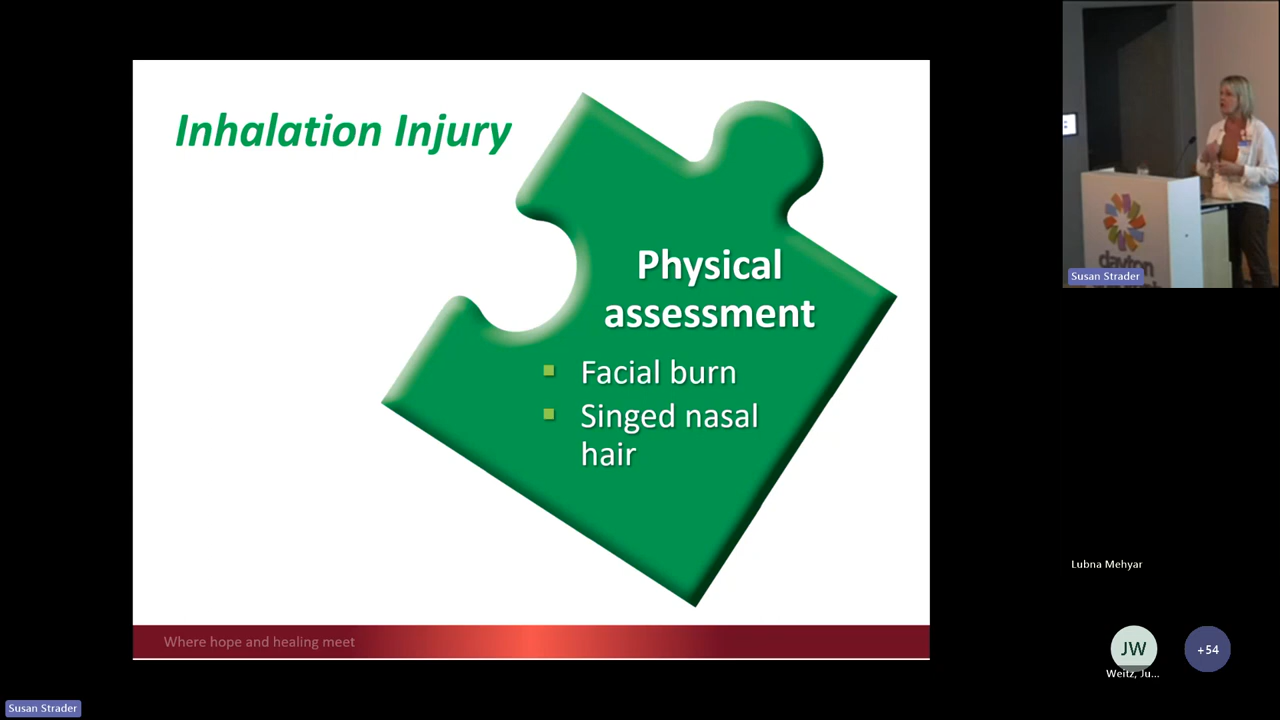 Inhalation Injury
Physical
assessment
Facial burn
Singed nasal
hair
Where hope and healing meet
Susan Strader
dayton
Susan Strader
Lubna Mehyar
JW
Weitz, Ju...
+54